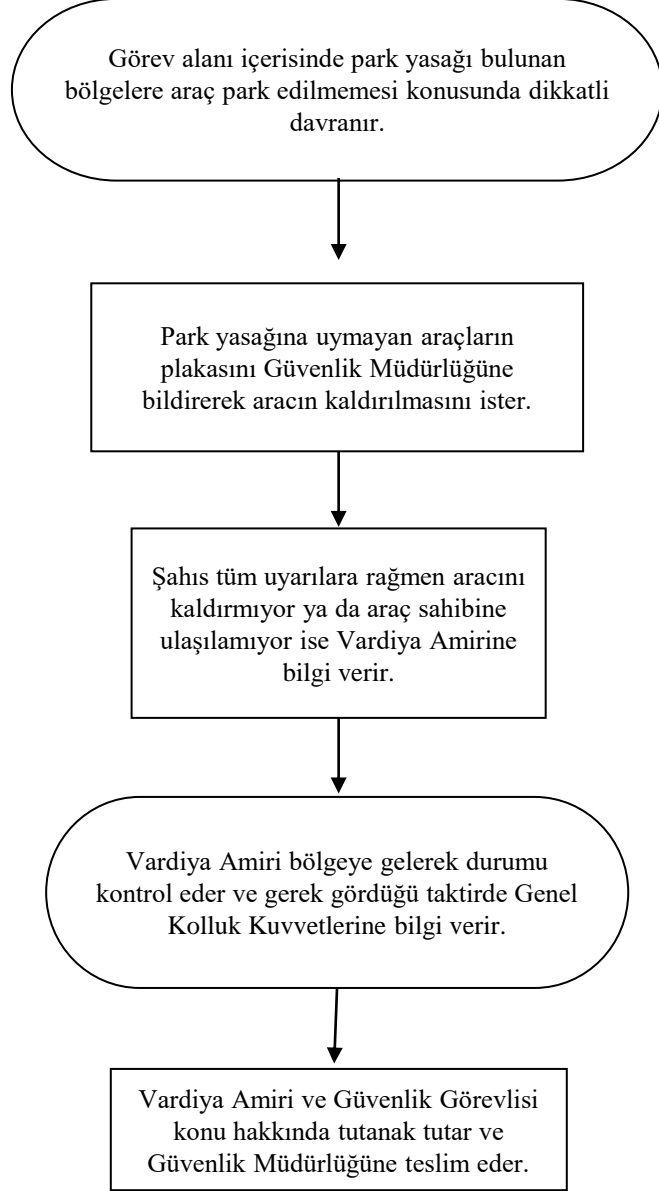 Görev alanı içerisinde park yasağı bulunan
bölgelere araç park edilmemesi konusunda dikkatli
davranır.
Park yasağına uymayan araçların
plakasını Güvenlik Müdürlüğüne
bildirerek aracın kaldırılmasını ister.
Şahıs tüm uyarılara rağmen aracını
kaldırmıyor ya da araç sahibine
ulaşılamıyor ise Vardiya Amirine
bilgi verir.
Vardiya Amiri bölgeye gelerek durumu
kontrol eder ve gerek gördüğü taktirde Genel
Kolluk Kuvvetlerine bilgi verir.
Vardiya Amiri ve Güvenlik Görevlisi
konu hakkında tutanak tutar ve
Güvenlik Müdürlüğüne teslim eder.